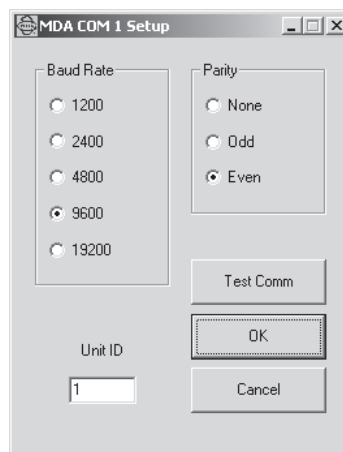 MDA COM 1 Setup
Baud Rate
1200
2400
4800
9600
19200
Parity
None
Odd
Even
Test Comm
OK
Cancel
Unit ID
1